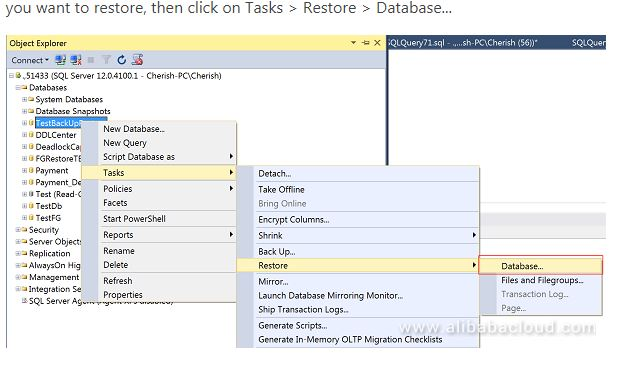 you want to restore, then click on Tasks > Restore > Database...
Object Explorer
SQLQuery71.sql - .,...sh-PC\Cherish (56))*
SQLQuery
Connect
.,51433 (SQL Server 12.0.4100.1 - Cherish-PC\Cherish)
Databases
System Databases
Database Snapshots
TestBackUp
DDLCenter
DeadlockCap
FGRestoreTE
Payment
Payment_De
Test (Read-O
TestDb
TestFG
Security
Server Objects
Replication
AlwaysOn High
Management
Integration Se
SQL Server Agent (Agent XPs disabled)
New Database...
New Query
Script Database as
Tasks
Policies
Facets
Start PowerShell
Reports
Rename
Delete
Refresh
Properties
Detach...
Take Offline
Bring Online
Encrypt Columns...
Shrink
Back Up...
Restore
Mirror...
Launch Database Mirroring Monitor...
Ship Transaction Logs...
Generate Scripts...
Generate In-Memory OLTP Migration Checklists
Database...
Files and Filegroups...
Transaction Log...
Page...
www.alibabacloud.com